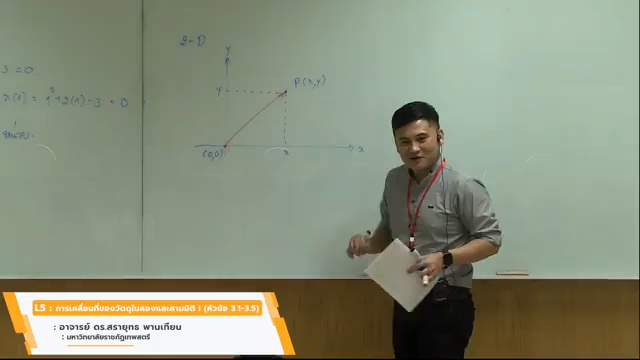 2-D
y
3 = 0
y
P(x,y)
= 1² + 2(1) - 3 = 0
(0,0)
x
x
L5 : การเคลื่อนที่ของวัตถุในสองและสามมิติ I (หัวข้อ 3.1-3.5)
: อาจารย์ ดร.สรายุทธ พานเทียน
: มหาวิทยาลัยราชภัฏเทพสตรี